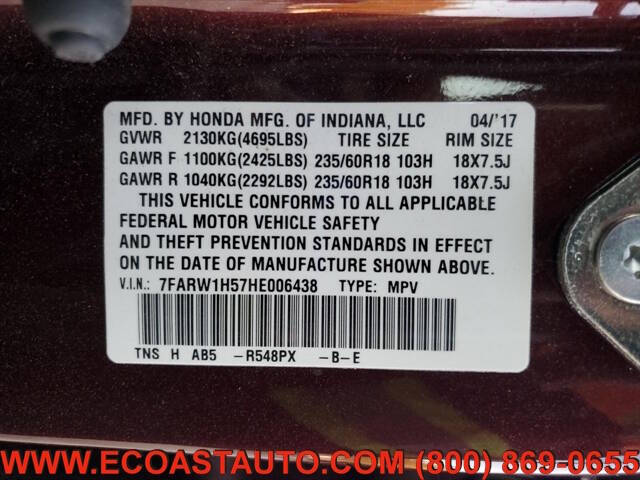 MFD. BY HONDA MFG. OF INDIANA, LLC 04/'17
GVWR 2130KG(4695LBS) TIRE SIZE RIM SIZE
GAWR F 1100KG(2425LBS) 235/60R18 103H 18X7.5J
GAWR R 1040KG(2292LBS) 235/60R18 103H 18X7.5J
THIS VEHICLE CONFORMS TO ALL APPLICABLE
FEDERAL MOTOR VEHICLE SAFETY
AND THEFT PREVENTION STANDARDS IN EFFECT
ON THE DATE OF MANUFACTURE SHOWN ABOVE.
V.I.N.: 7FARW1H57HE006438 TYPE: MPV
TNS H AB5 -R548PX -B-E
WWW.ECOASTAUTO.COM (800) 869-0655